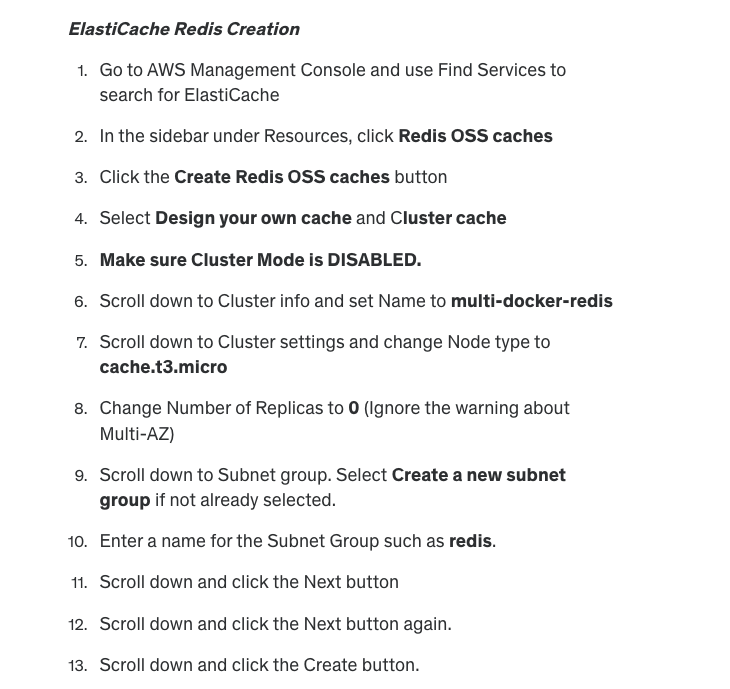 ElastiCache Redis Creation
1. Go to AWS Management Console and use Find Services to
search for ElastiCache
2. In the sidebar under Resources, click Redis OSS caches
3. Click the Create Redis OSS caches button
4. Select Design your own cache and Cluster cache
5. Make sure Cluster Mode is DISABLED.
6. Scroll down to Cluster info and set Name to multi-docker-redis
7. Scroll down to Cluster settings and change Node type to
cache.t3.micro
8. Change Number of Replicas to 0 (Ignore the warning about
Multi-AZ)
9. Scroll down to Subnet group. Select Create a new subnet
group if not already selected.
10. Enter a name for the Subnet Group such as redis.
11. Scroll down and click the Next button
12. Scroll down and click the Next button again.
13. Scroll down and click the Create button.